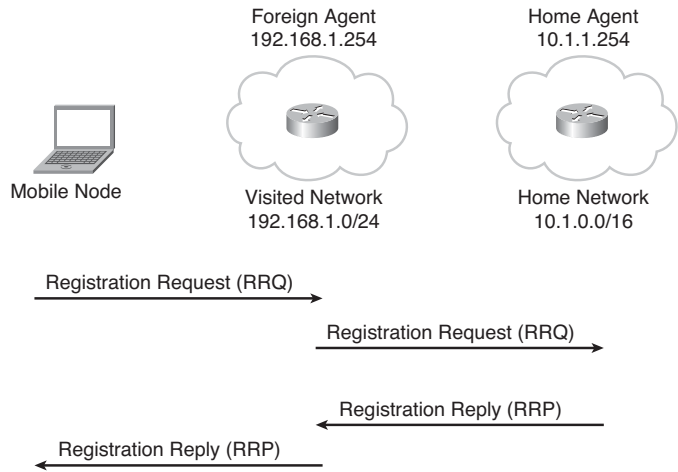 Foreign Agent
192.168.1.254
Home Agent
10.1.1.254
Mobile Node
Visited Network
192.168.1.0/24
Home Network
10.1.0.0/16
Registration Request (RRQ)
Registration Request (RRQ)
Registration Reply (RRP)
Registration Reply (RRP)